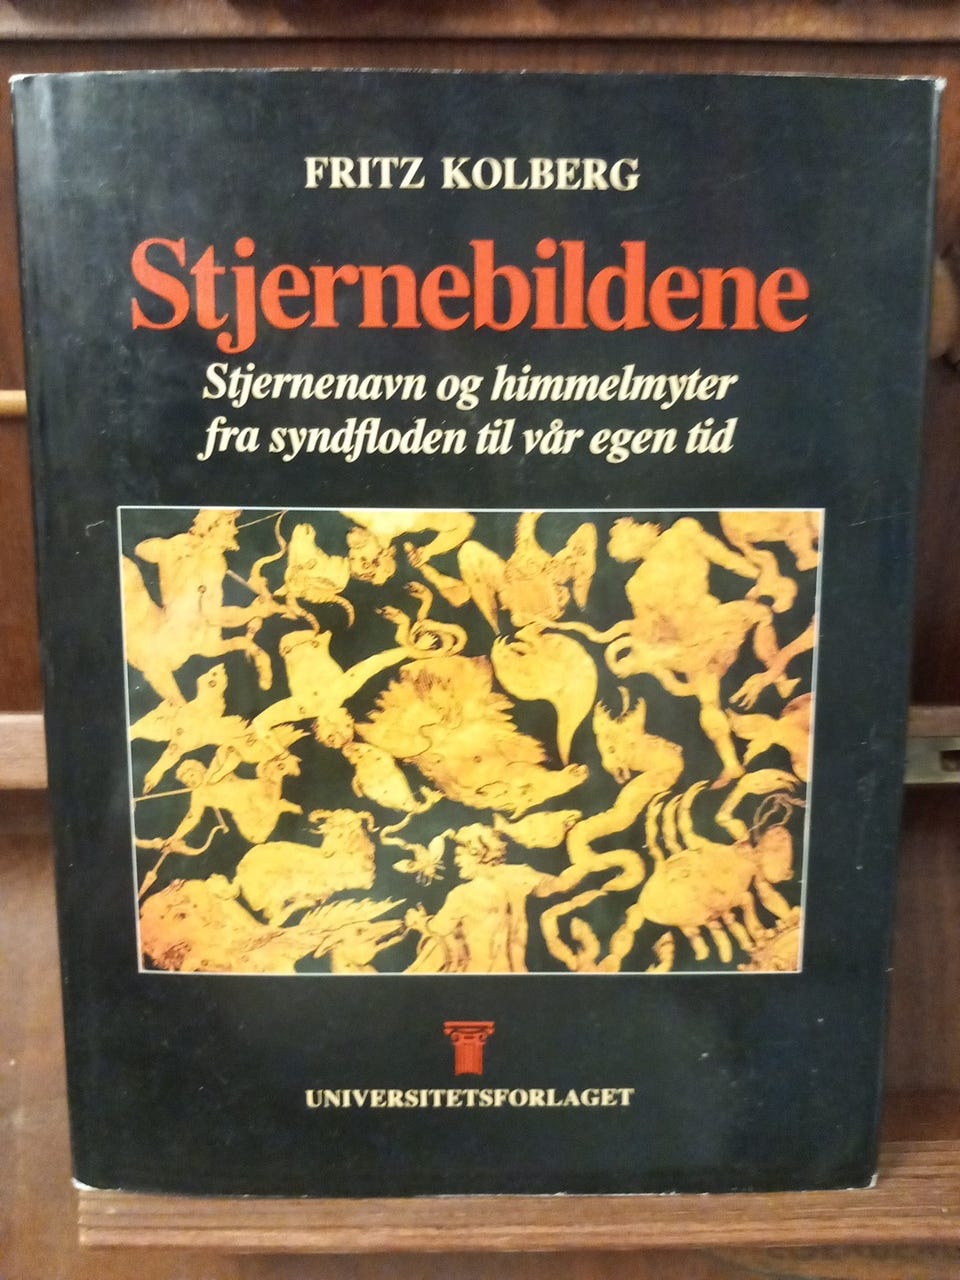 FRITZ KOLBERG
Stjernebildene
Stjernenavn og himmelmyter
fra syndfloden til vår egen tid
UNIVERSITETSFORLAGET